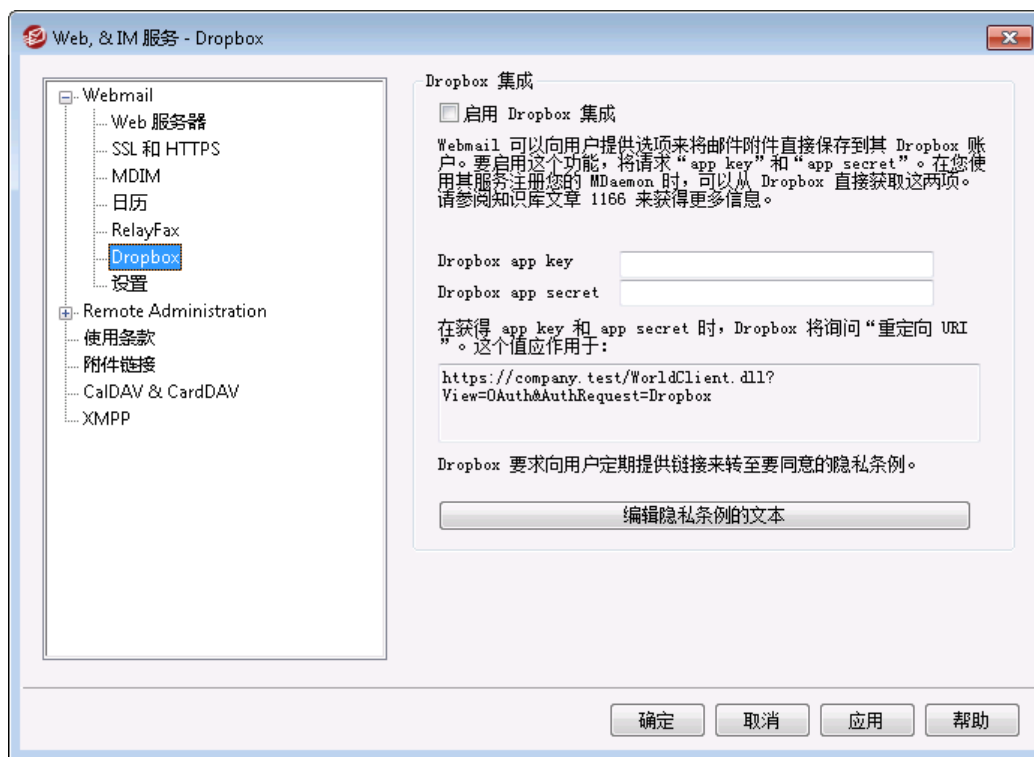 Web, & IM 服务 - Dropbox
Webmail
Web 服务器
SSL 和 HTTPS
MDIM
日历
RelayFax
Dropbox
设置
Remote Administration
使用条款
附件链接
CalDAV & CardDAV
XMPP
Dropbox 集成
启用 Dropbox 集成
Webmail 可以向用户提供选项来将邮件附件直接保存到其 Dropbox 账
户。要启用这个功能，将请求“app key”和“app secret”。在您使
用其服务注册您的 MDaemon 时，可以从 Dropbox 直接获取这两项。
请参阅知识库文章 1166 来获得更多信息。
Dropbox app key
Dropbox app secret
在获得 app key 和 app secret 时，Dropbox 将询问“重定向 URI
”。这个值应作用于：
https://company.test/WorldClient.dll?
View=OAuth&AuthRequest=Dropbox
Dropbox 要求向用户定期提供链接来转至要同意的隐私条例。
编辑隐私条例的文本
确定
取消
应用
帮助